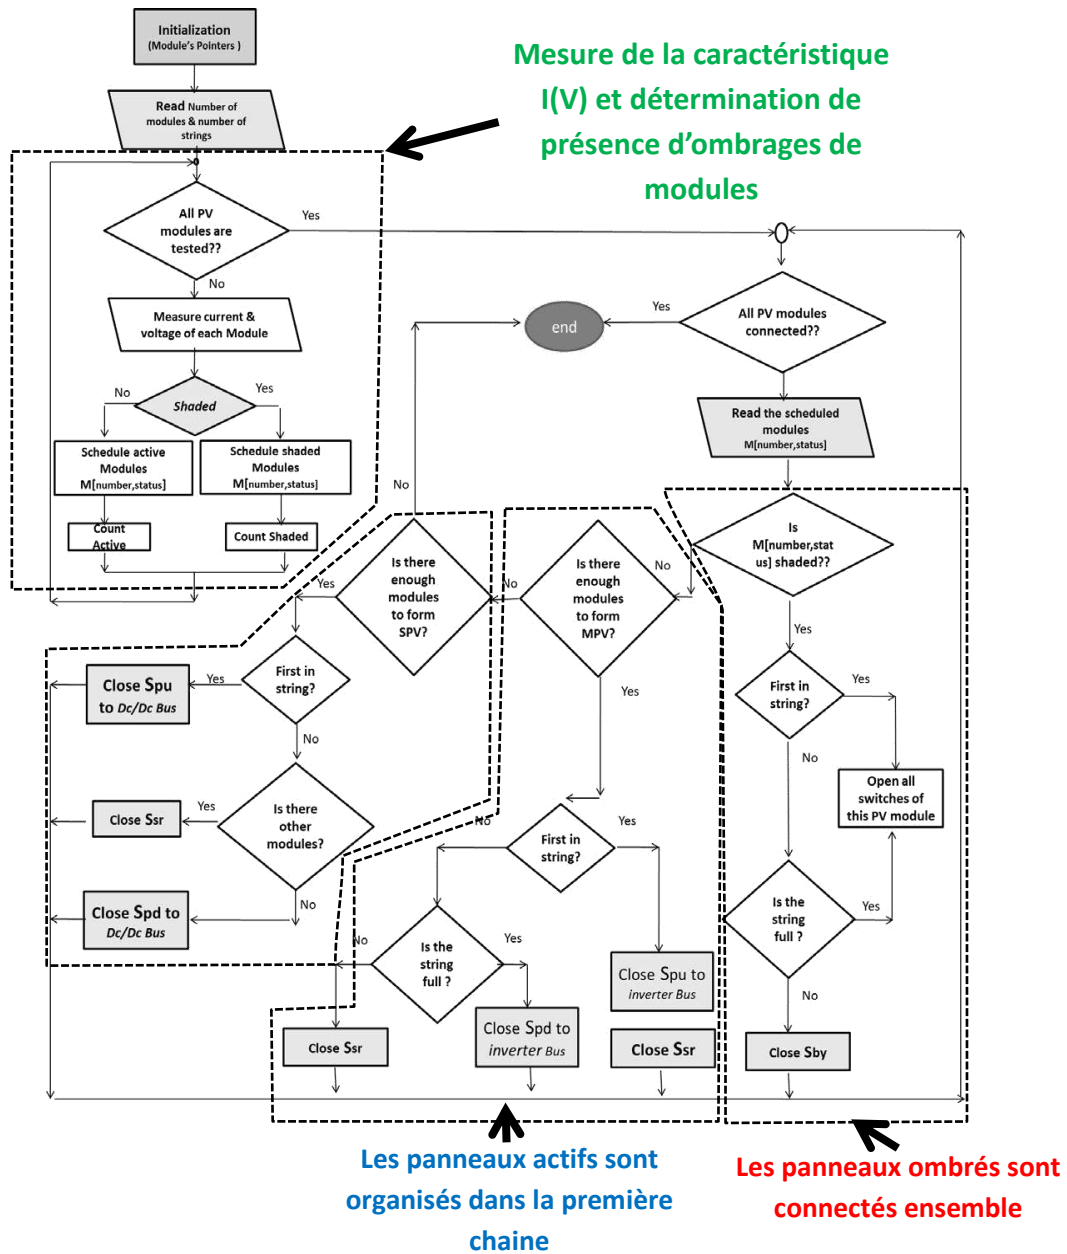 Initialization
(Module's Pointers )
Mesure de la caractéristique
I(V) et détermination de
présence d'ombrages de
modules
Read Number of
modules & number of
strings
All PV
modules are
tested??
Yes
No
Measure current &
voltage of each Module
No
Shaded
Yes
Schedule active
Modules
M[number,status]
Schedule shaded
Modules
M[number,status]
Count
Active
Count Shaded
end
Yes
All PV modules
connected??
Read the scheduled
modules
M[number,status]
No
Is
M[number,stat
us] shaded??
No
Yes
Is there
enough
modules
to form
MPV?
No
Yes
Is there
enough
modules
to form
SPV?
Yes
First in
string?
Yes
Close Spu
to Dc/Dc Bus
No
Is there
other
modules?
Yes
Close Ssr
No
Close Spd to
Dc/Dc Bus
First in
string?
No
Yes
Is the
string
full ?
No
Yes
Close Ssr
Close Spd to
inverter Bus
Close Spu to
inverter Bus
Close Ssr
First in
string?
Yes
No
Open all
switches of
this PV module
Is the
string
full ?
Yes
No
Close Sby
Les panneaux actifs sont
organisés dans la première
chaine
Les panneaux ombrés sont
connectés ensemble